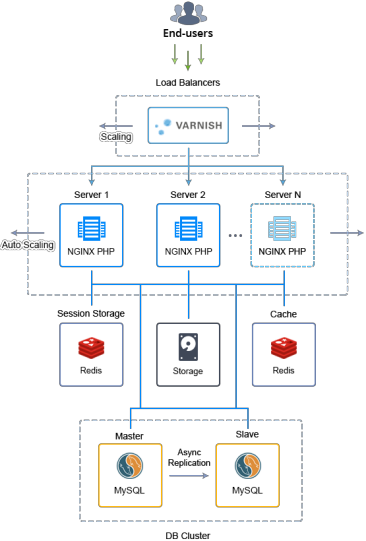 End-users
Load Balancers
VARNISH
Scaling
Server 1
Server 2
Server N
NGINX PHP
NGINX PHP
...
NGINX PHP
Auto Scaling
Session Storage
Cache
Redis
Storage
Redis
Master
Slave
Async
Replication
MySQL
MySQL
DB Cluster